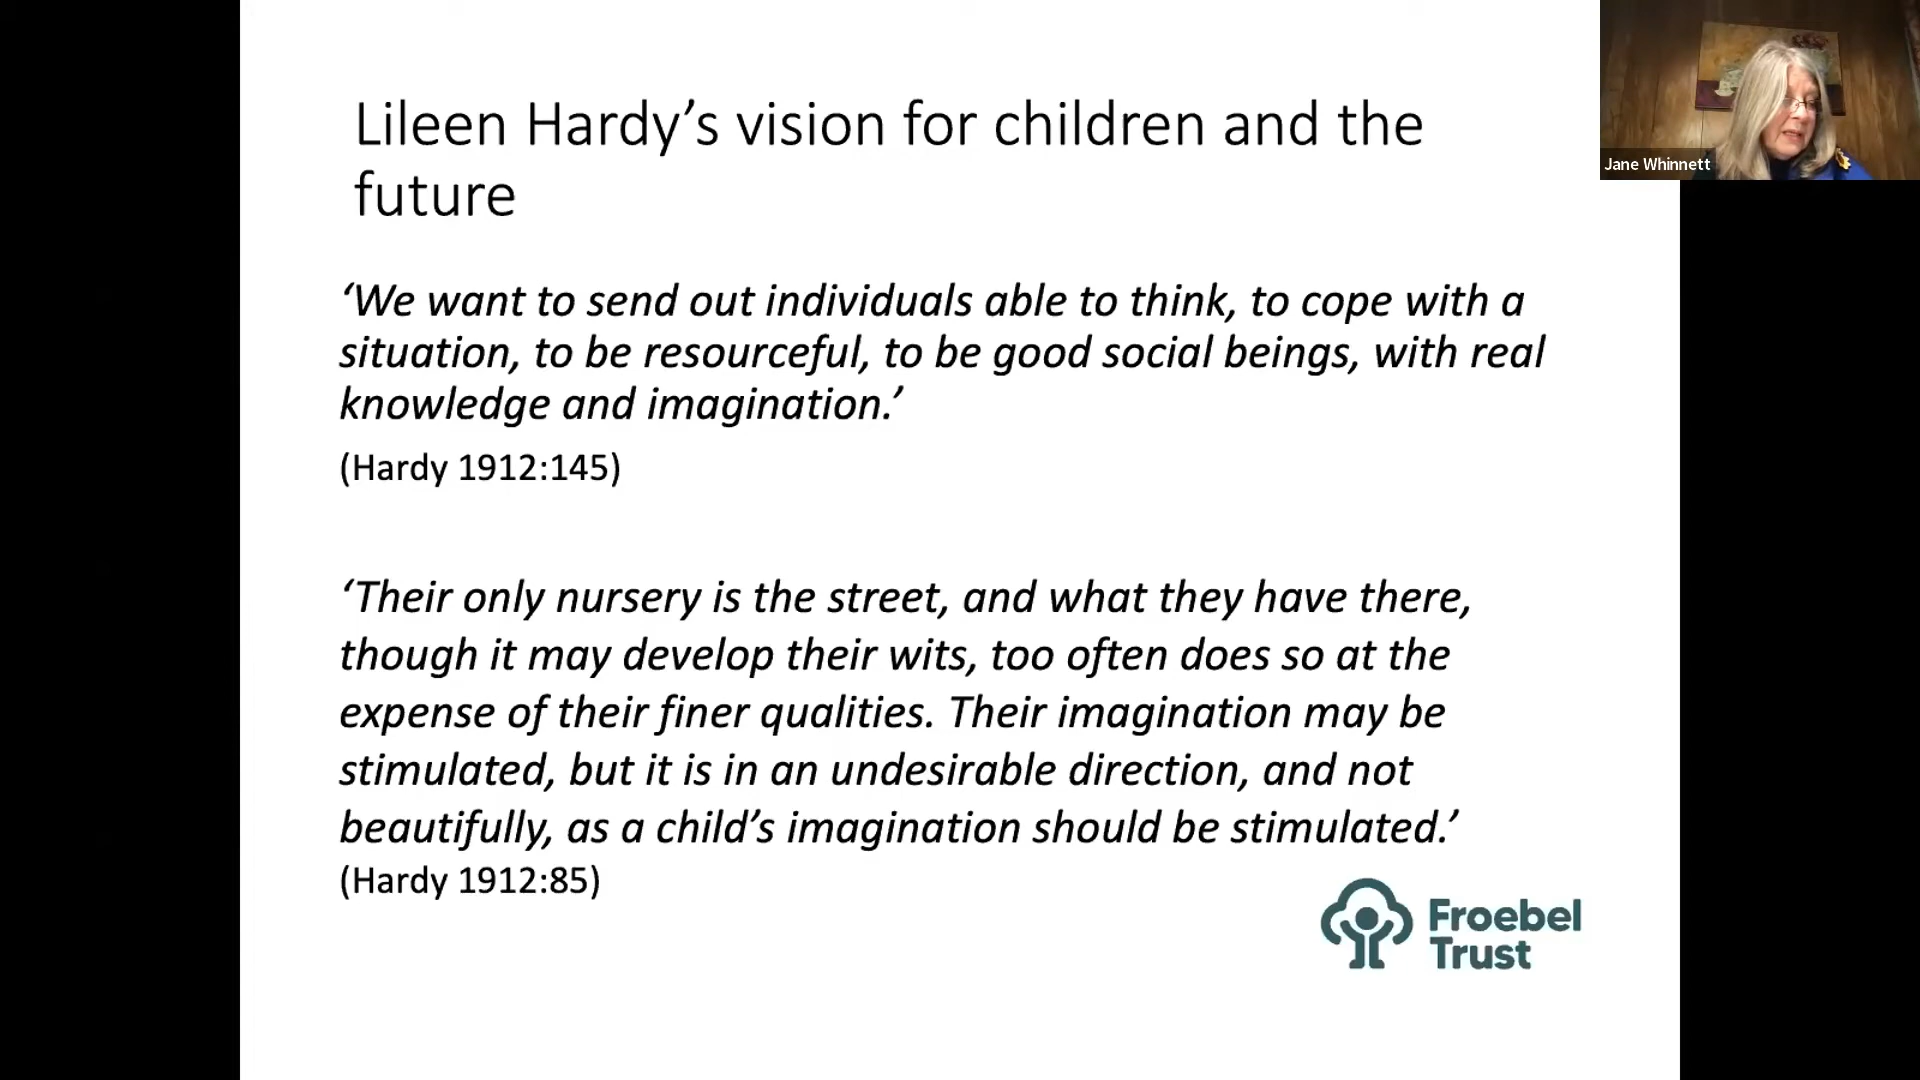 Lileen Hardy’s vision for children and the
future
‘We want to send out individuals able to think, to cope with a
situation, to be resourceful, to be good social beings, with real
knowledge and imagination.’
(Hardy 1912:145)
‘Their only nursery is the street, and what they have there,
though it may develop their wits, too often does so at the
expense of their finer qualities. Their imagination may be
stimulated, but it is in an undesirable direction, and not
beautifully, as a child’s imagination should be stimulated.’
(Hardy 1912:85)
Froebel
Trust
Jane Whinnett